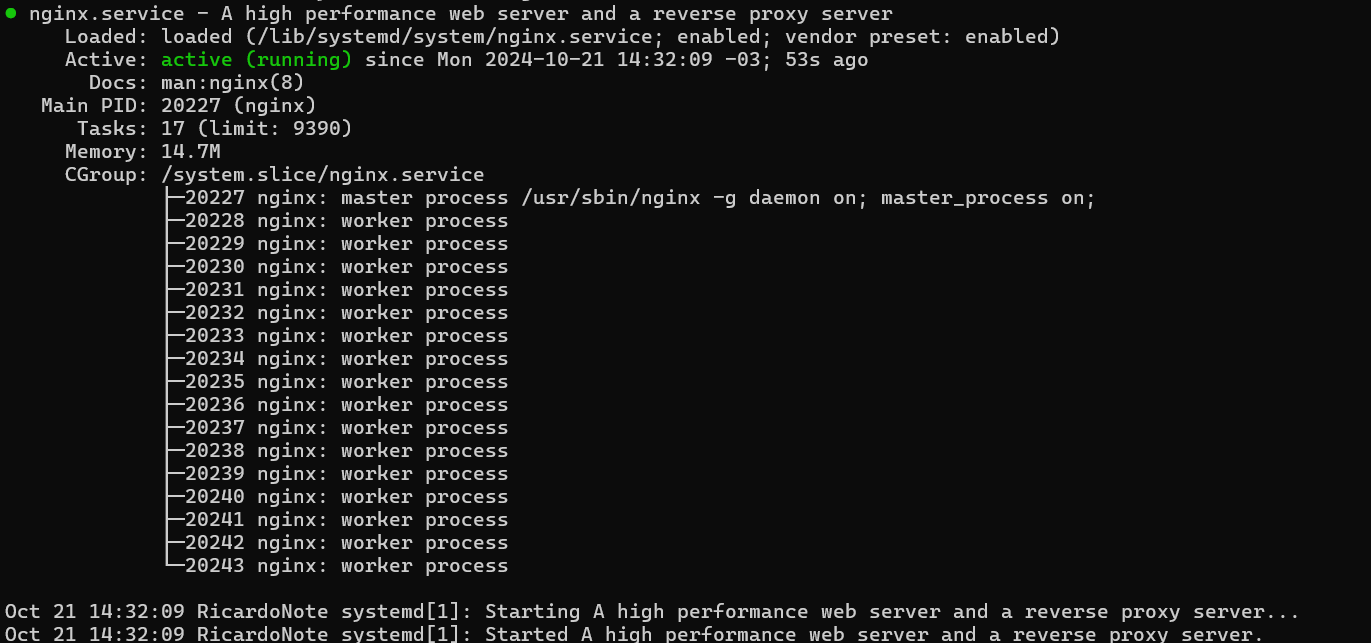 ● nginx.service - A high performance web server and a reverse proxy server
     Loaded: loaded (/lib/systemd/system/nginx.service; enabled; vendor preset: enabled)
     Active: active (running) since Mon 2024-10-21 14:32:09 -03; 53s ago
       Docs: man:nginx(8)
   Main PID: 20227 (nginx)
      Tasks: 17 (limit: 9390)
     Memory: 14.7M
     CGroup: /system.slice/nginx.service
             ├─20227 nginx: master process /usr/sbin/nginx -g daemon on; master_process on;
             ├─20228 nginx: worker process
             ├─20229 nginx: worker process
             ├─20230 nginx: worker process
             ├─20231 nginx: worker process
             ├─20232 nginx: worker process
             ├─20233 nginx: worker process
             ├─20234 nginx: worker process
             ├─20235 nginx: worker process
             ├─20236 nginx: worker process
             ├─20237 nginx: worker process
             ├─20238 nginx: worker process
             ├─20239 nginx: worker process
             ├─20240 nginx: worker process
             ├─20241 nginx: worker process
             ├─20242 nginx: worker process
             └─20243 nginx: worker process

Oct 21 14:32:09 RicardoNote systemd[1]: Starting A high performance web server and a reverse proxy server...
Oct 21 14:32:09 RicardoNote systemd[1]: Started A high performance web server and a reverse proxy server.